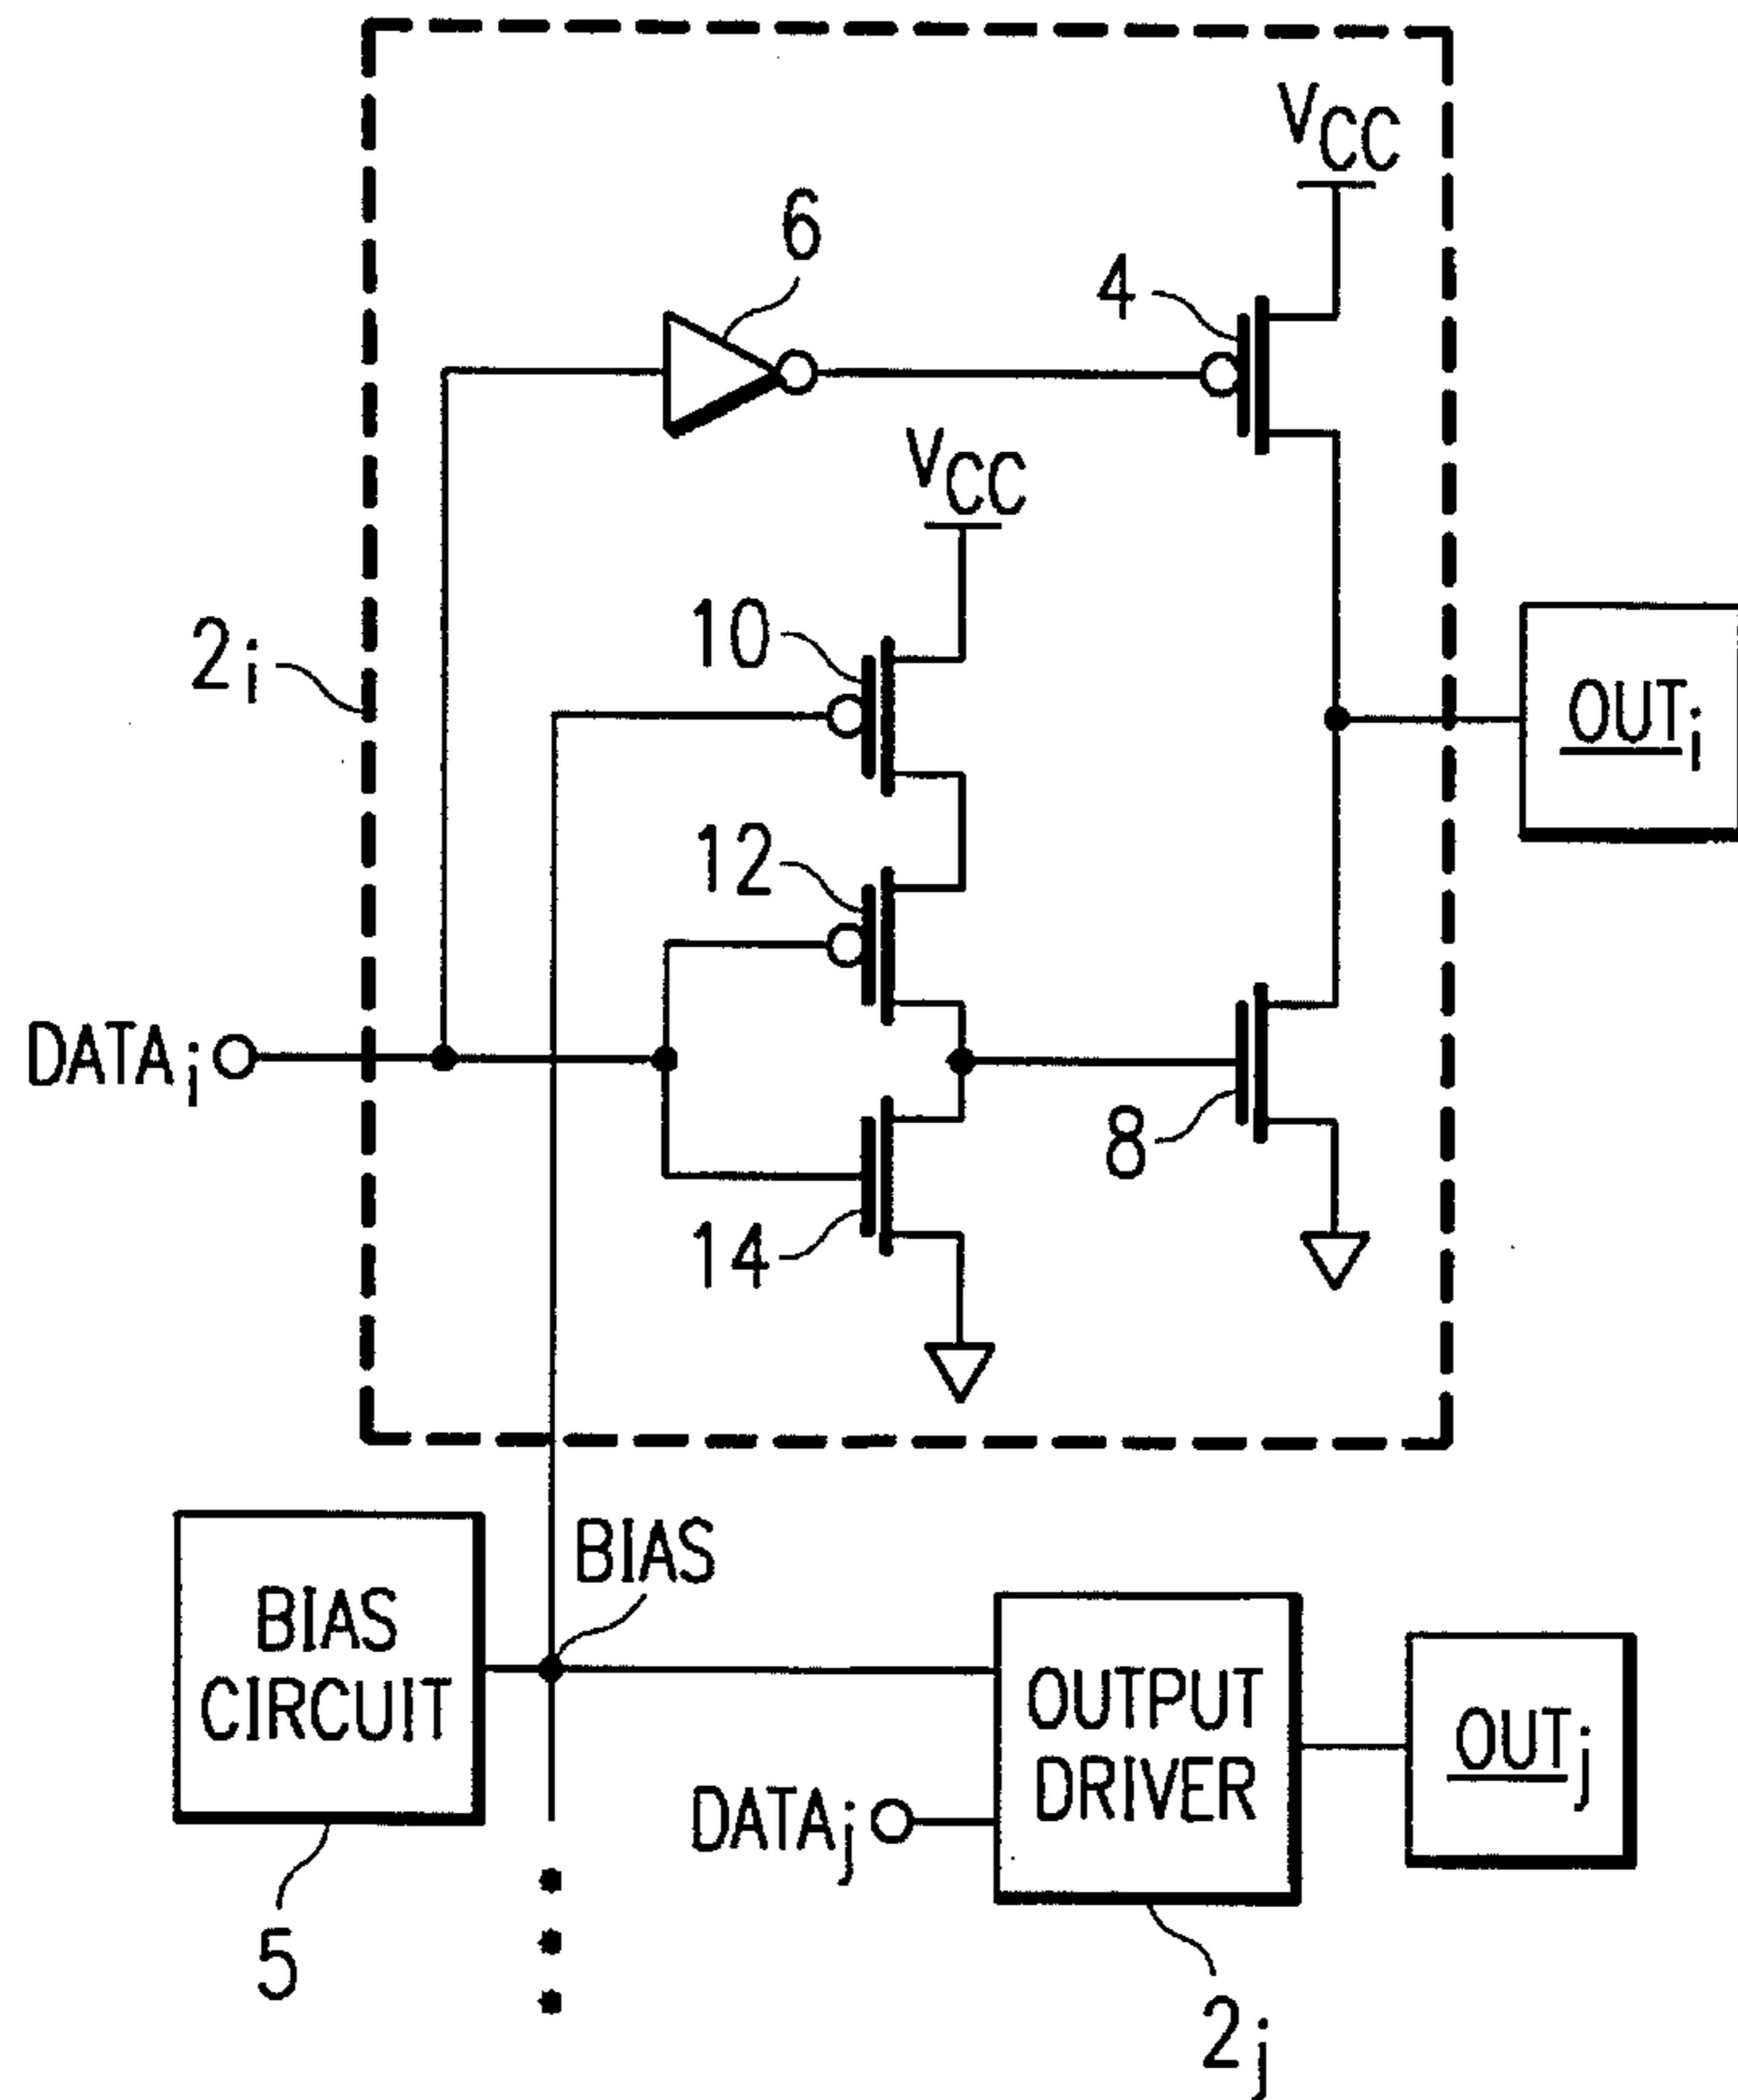 VCC
6
4
VCC
10
2i
OUTi
12
DATAi
8
14
BIAS
BIAS
CIRCUIT
OUTPUT
DRIVER
OUTj
DATAj
5
2j